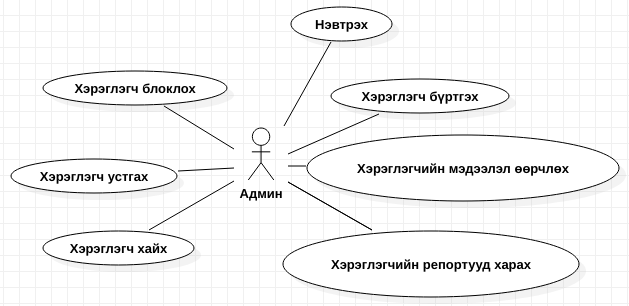 Нэвтрэх
Хэрэглэгч блоклох
Хэрэглэгч бүртгэх
Хэрэглэгчийн мэдээлэл өөрчлөх
Хэрэглэгч устгах
Админ
Хэрэглэгч хайх
Хэрэглэгчийн репортууд харах